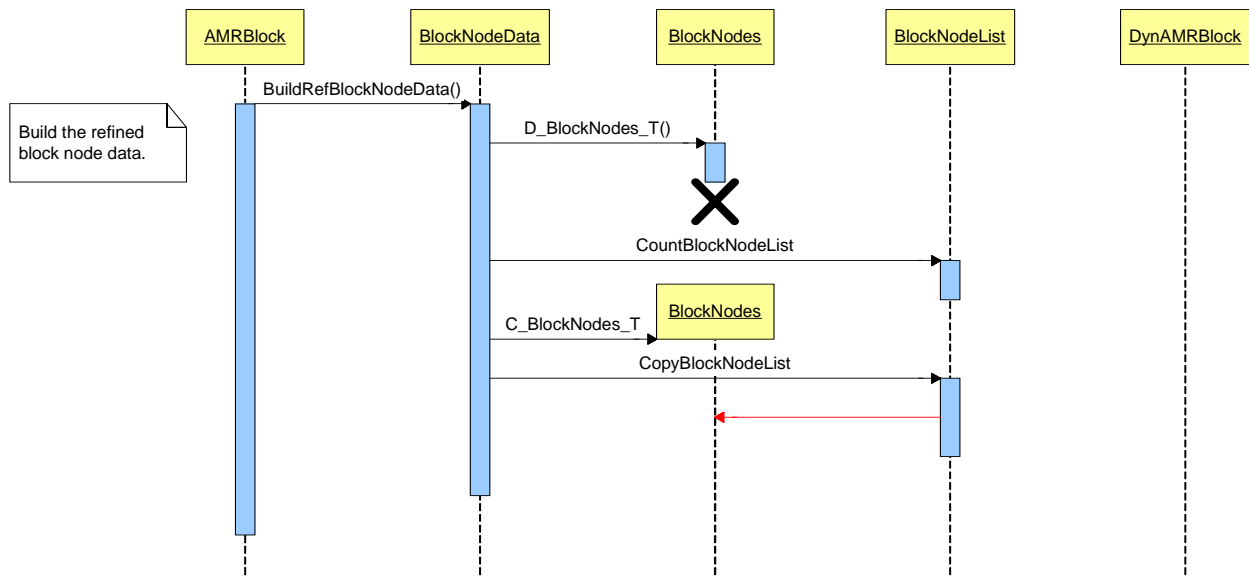 AMRBlock
BlockNodeData
BlockNodes
BlockNodeList
DynAMRBlock
BuildRefBlockNodeData()
Build the refined
block node data.
D_BlockNodes_T()
CountBlockNodeList
BlockNodes
C_BlockNodes_T
CopyBlockNodeList